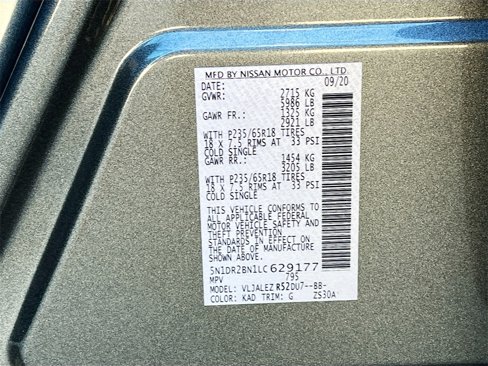 MFD BY NISSAN MOTOR CO., LTD.
DATE: 09/20
GVWR: 2715 KG
5986 LB
GAWR FR.: 1325 KG
2921 LB
WITH P235/65R18 TIRES
18 X 7.5 RIMS AT 33 PSI
COLD SINGLE
GAWR RR.: 1454 KG
3205 LB
WITH P235/65R18 TIRES
18 X 7.5 RIMS AT 33 PSI
COLD SINGLE
THIS VEHICLE CONFORMS TO
ALL APPLICABLE FEDERAL
MOTOR VEHICLE SAFETY AND
THEFT PREVENTION
STANDARDS IN EFFECT ON
THE DATE OF MANUFACTURE
SHOWN ABOVE.
5N1DR2BN1LC629177
MPV 795
MODEL: VLJALEZ RS2DU7--BB-
COLOR: KAD TRIM: G ZS30A